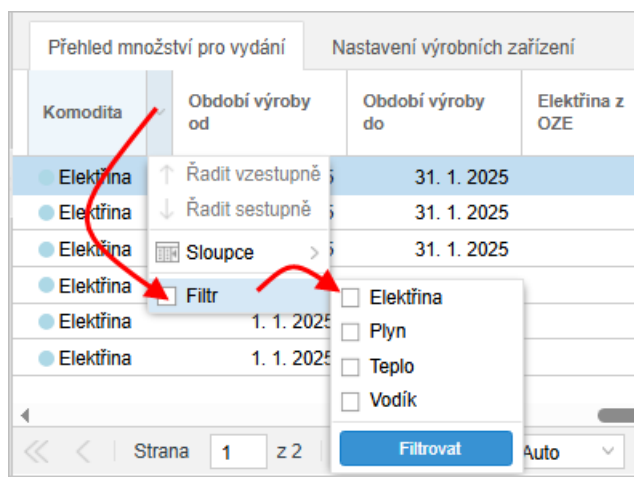 Přehled množství pro vydání
Nastavení výrobních zařízení
Komodita
Období výroby
od
Období výroby
do
Elektřina z
OZE
Elektřina
Řadit vzestupně
31. 1. 2025
Elektřina
Řadit sestupně
31. 1. 2025
Elektřina
Sloupce
31. 1. 2025
Elektřina
Filtr
Elektřina
Elektřina
1. 1. 2025
Plyn
Elektřina
1. 1. 2025
Teplo
Vodík
Strana 1 z 2
Filtrovat
Auto